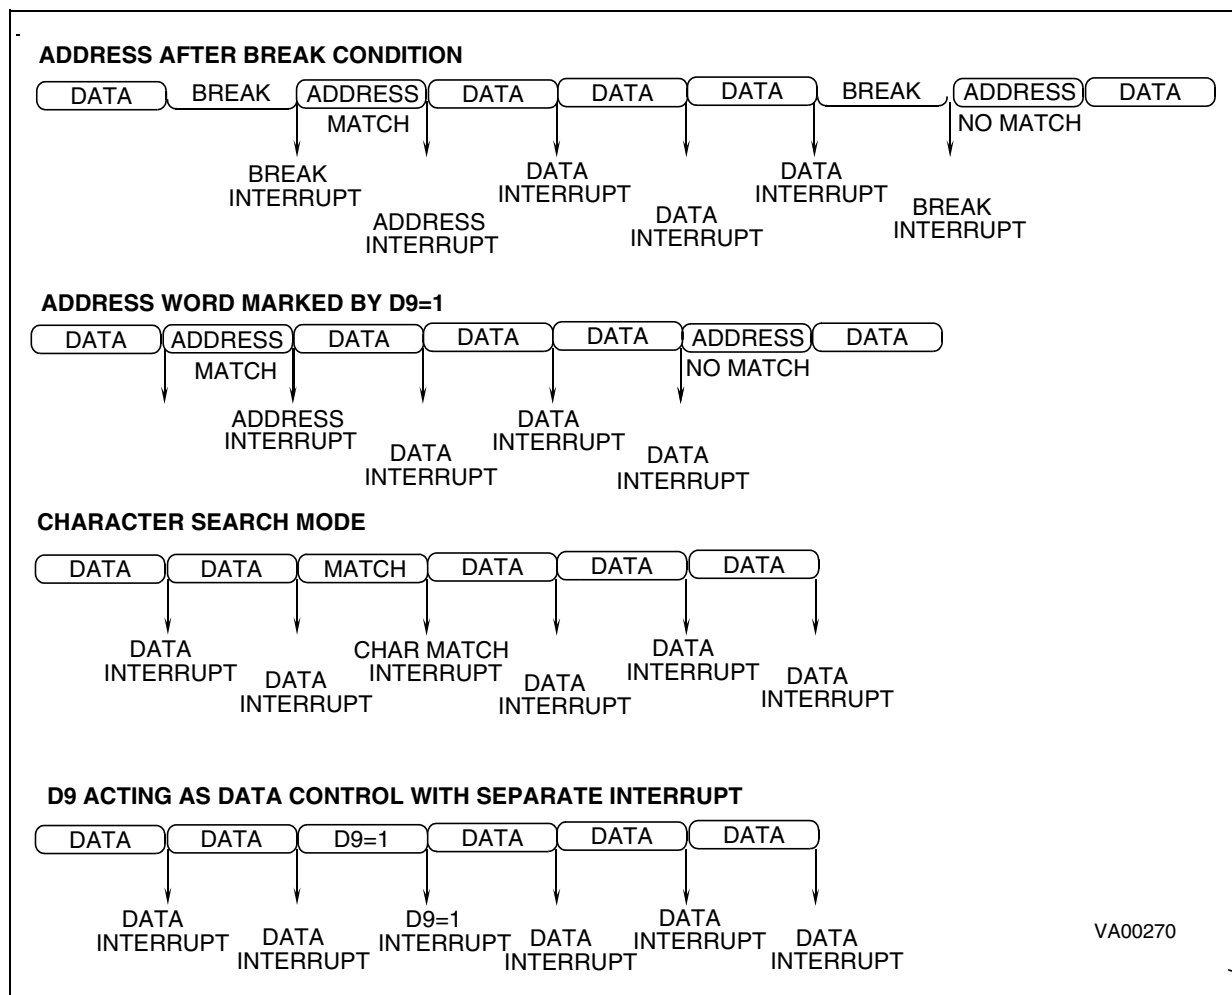 ADDRESS AFTER BREAK CONDITION
DATA BREAK ADDRESS DATA DATA DATA BREAK ADDRESS DATA
MATCH NO MATCH
BREAK INTERRUPT
ADDRESS INTERRUPT
DATA INTERRUPT
DATA INTERRUPT
DATA INTERRUPT
BREAK INTERRUPT
ADDRESS WORD MARKED BY D9=1
DATA ADDRESS DATA DATA DATA ADDRESS DATA
MATCH NO MATCH
ADDRESS INTERRUPT
DATA INTERRUPT
DATA INTERRUPT
DATA INTERRUPT
CHARACTER SEARCH MODE
DATA DATA MATCH DATA DATA DATA
DATA INTERRUPT
DATA INTERRUPT
CHAR MATCH INTERRUPT
DATA INTERRUPT
DATA INTERRUPT
DATA INTERRUPT
D9 ACTING AS DATA CONTROL WITH SEPARATE INTERRUPT
DATA DATA D9=1 DATA DATA DATA
DATA INTERRUPT
DATA INTERRUPT
D9=1 INTERRUPT
DATA INTERRUPT
DATA INTERRUPT
DATA INTERRUPT
VA00270